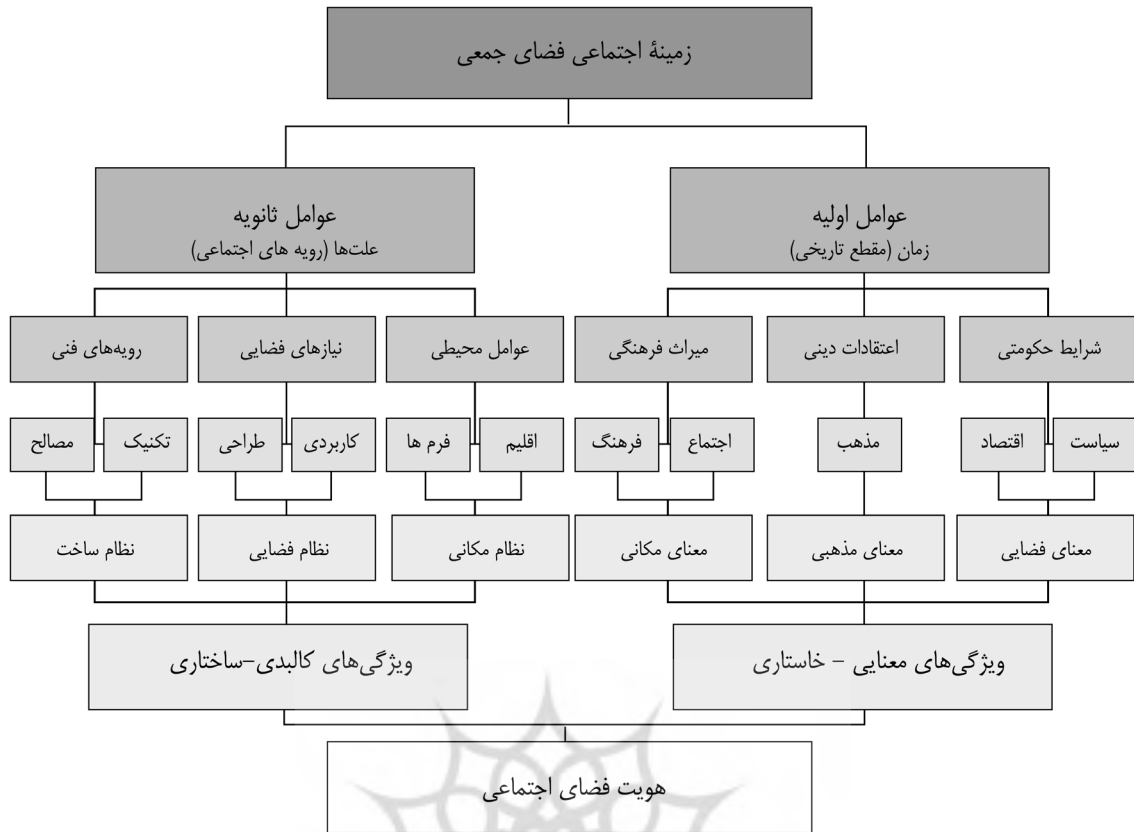 زمینهٔ اجتماعی فضای جمعی
عوامل اولیه
زمان (مقطع تاریخی)
عوامل ثانویه
علت‌ها (رویه های اجتماعی)
شرایط حکومتی
اعتقادات دینی
میراث فرهنگی
عوامل محیطی
نیازهای فضایی
رویه‌های فنی
سیاست
اقتصاد
مذهب
اجتماع
فرهنگ
اقلیم
فرم ها
کاربردی
طراحی
تکنیک
مصالح
معنای فضایی
معنای مذهبی
معنای مکانی
نظام مکانی
نظام فضایی
نظام ساخت
ویژگی‌های معنایی – خاستاری
ویژگی‌های کالبدی–ساختاری
هویت فضای اجتماعی